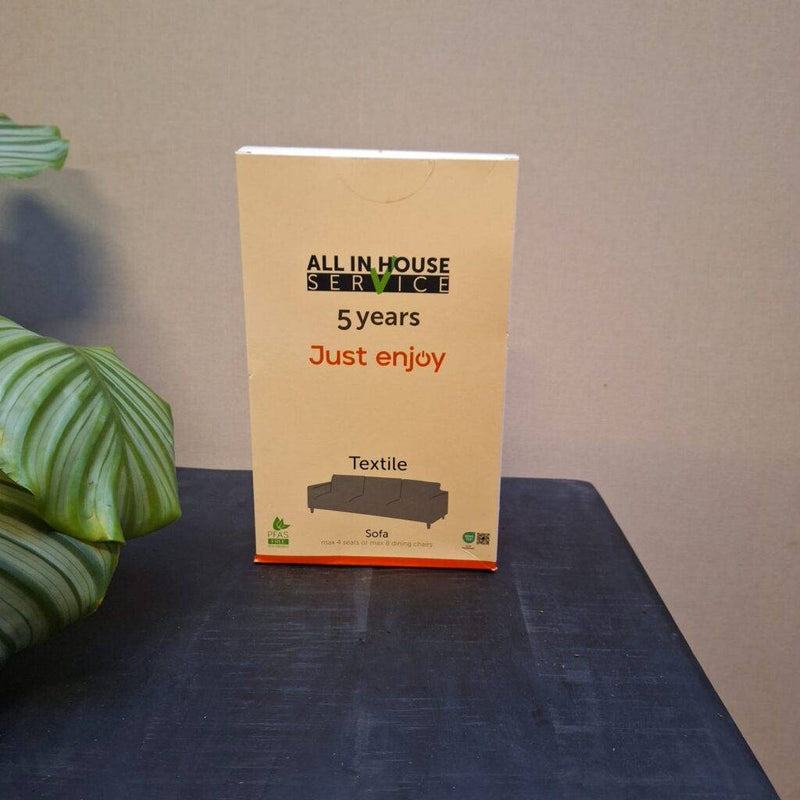 ALL IN HOUSE
SERVICE
5 years
Just enjoy
Textile
Sofa
max 4 seats or max 8 dining chairs
PFAS
FREE